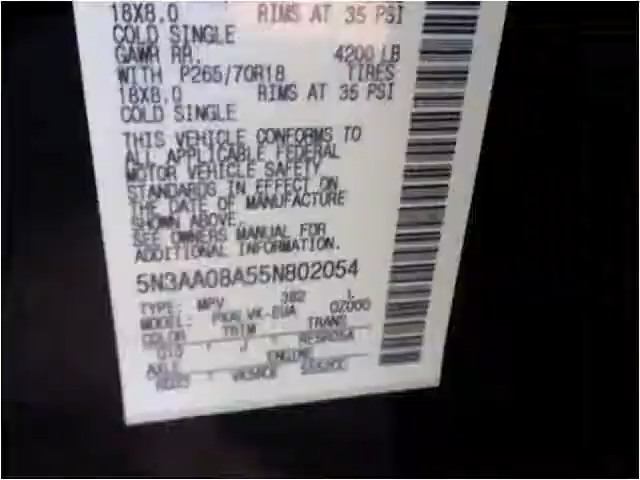 18X8.0 RIMS AT 35 PSI
COLD SINGLE
GAWR RR. 4200 LB
WITH P265/70R18 TIRES
18X8.0 RIMS AT 35 PSI
COLD SINGLE
THIS VEHICLE CONFORMS TO
ALL APPLICABLE FEDERAL
MOTOR VEHICLE SAFETY
STANDARDS IN EFFECT ON
THE DATE OF MANUFACTURE
SHOWN ABOVE.
SEE OWNERS MANUAL FOR
ADDITIONAL INFORMATION.
5N3AA08A55N802054
TYPE: MPV
MODEL:
COLOR TRIM TRANS
ENGINE
AXLE